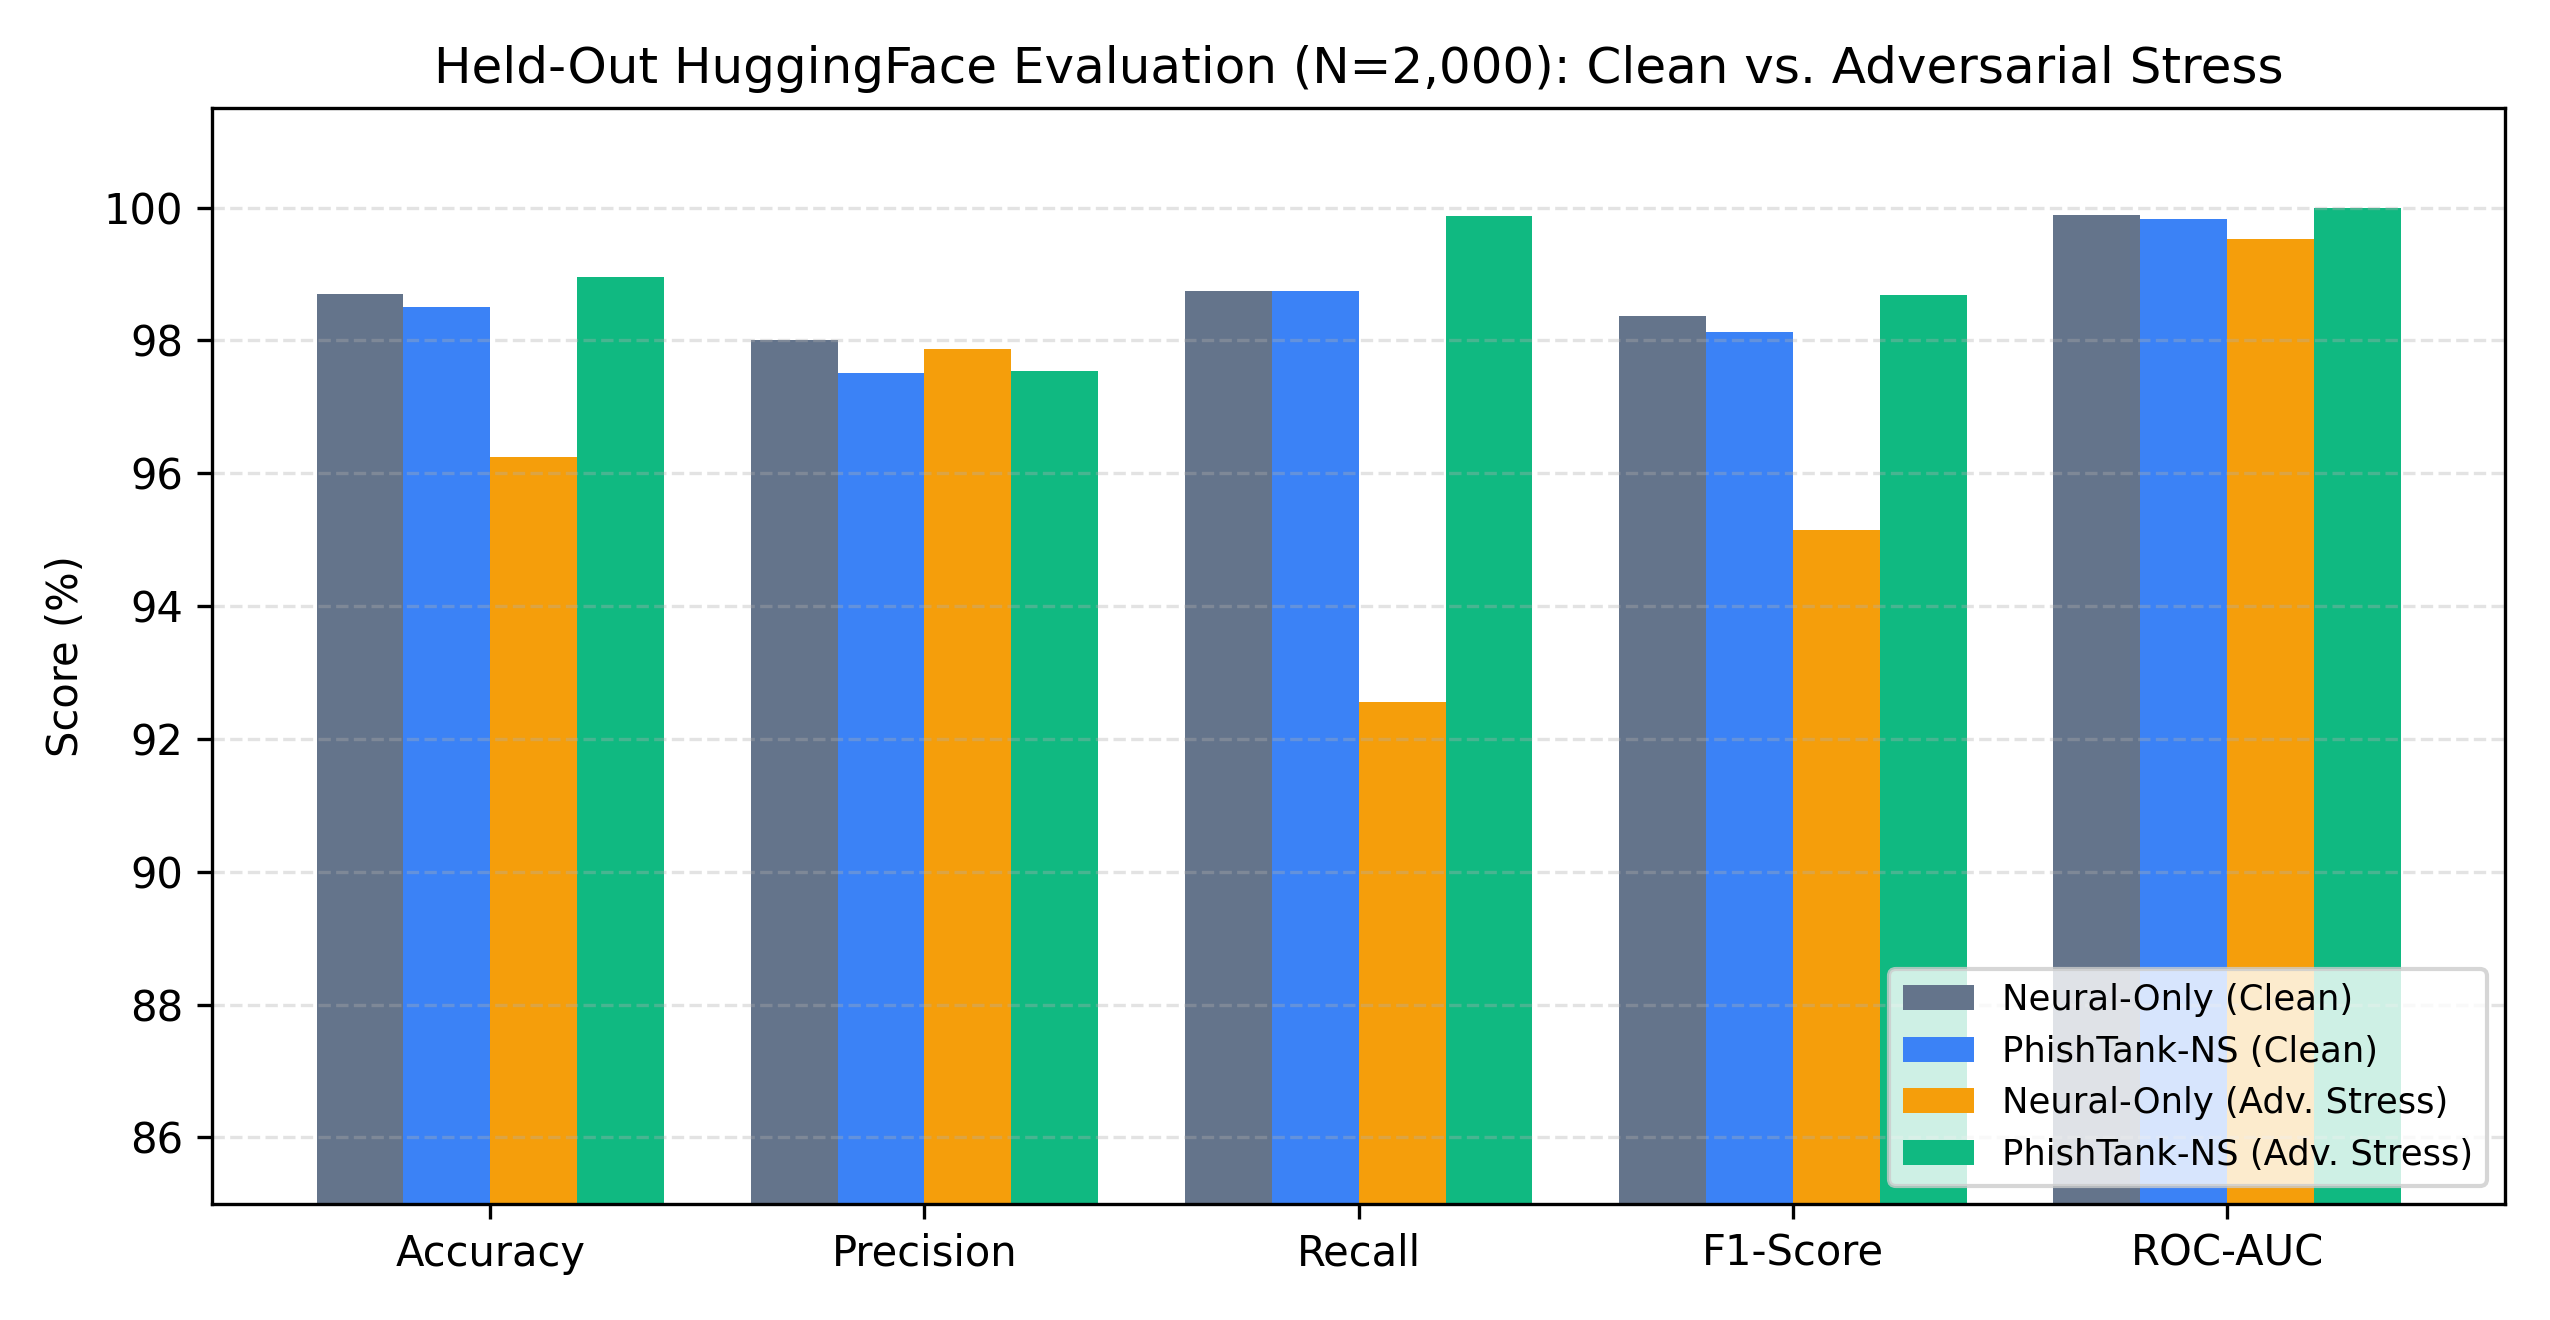 Held-Out HuggingFace Evaluation (N=2,000): Clean vs. Adversarial Stress
Score (%)
100
98
96
94
92
90
88
86
Neural-Only (Clean)
PhishTank-NS (Clean)
Neural-Only (Adv. Stress)
PhishTank-NS (Adv. Stress)
Accuracy Precision Recall F1-Score ROC-AUC